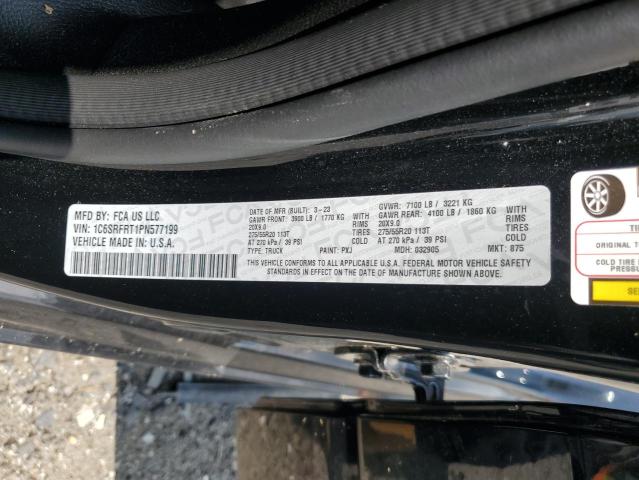 MFD BY: FCA US LLC
VIN: 1C6SRFRT1PN577199
VEHICLE MADE IN: U.S.A.
DATE OF MFR (BUILT): 3-23
GAWR FRONT: 3900 LB / 1770 KG
WITH RIMS
20X9.0
TIRES
275/55R20 113T
AT 270 kPa / 39 PSI
TYPE: TRUCK
PAINT: PXJ
GVWR: 7100 LB / 3221 KG
GAWR REAR: 4100 LB / 1860 KG
WITH RIMS
20X9.0
TIRES
275/55R20 113T
AT 270 kPa / 39 PSI
MDH: 032905
MKT: 875
THIS VEHICLE CONFORMS TO ALL APPLICABLE U.S.A. FEDERAL MOTOR VEHICLE SAFETY
STANDARDS IN EFFECT ON THE DATE OF MANUFACTURE SHOWN ABOVE.
ORIGINAL
COLD TIRE